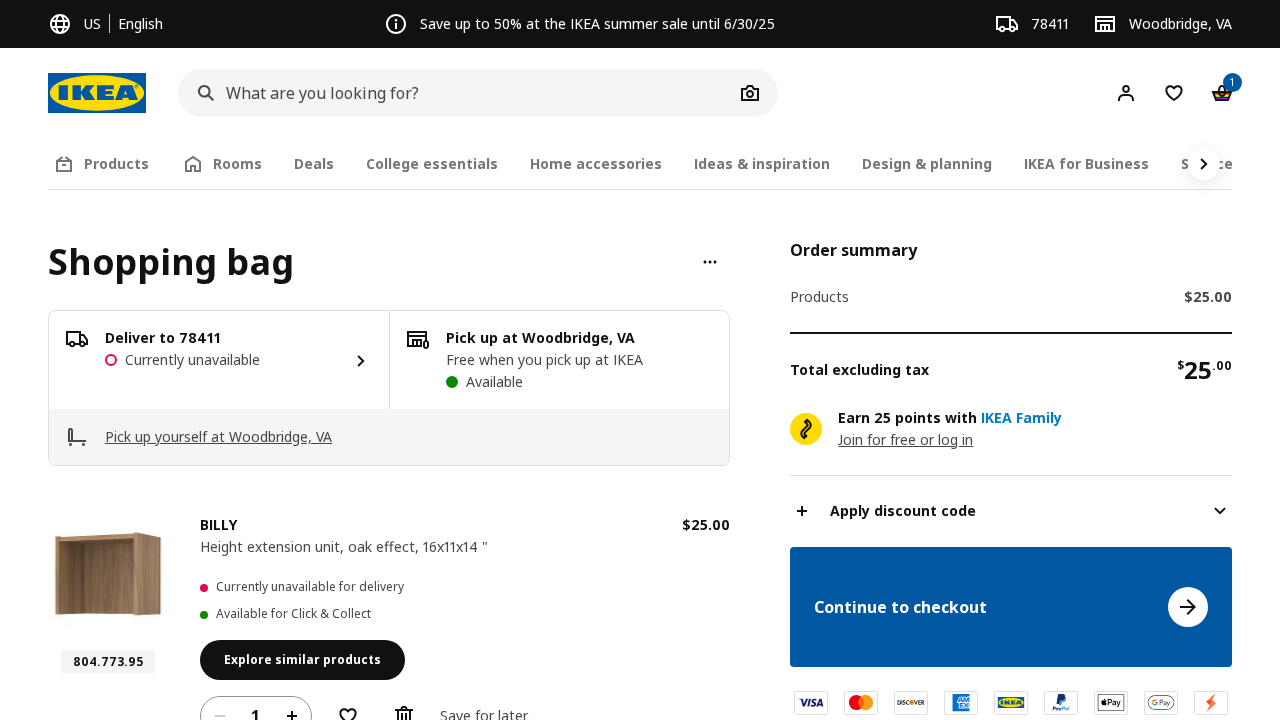 US
English
Save up to 50% at the IKEA summer sale until 6/30/25
78411
Woodbridge, VA
IKEA
What are you looking for?
1
Products
Rooms
Deals
College essentials
Home accessories
Ideas & inspiration
Design & planning
IKEA for Business
Shopping bag
Deliver to 78411
Currently unavailable
Pick up at Woodbridge, VA
Free when you pick up at IKEA
Available
Pick up yourself at Woodbridge, VA
BILLY
$25.00
Height extension unit, oak effect, 16x11x14 "
Currently unavailable for delivery
Available for Click & Collect
804.773.95
Explore similar products
1
Save for later
Order summary
Products
$25.00
Total excluding tax
$25.00
Earn 25 points with IKEA Family
Join for free or log in
Apply discount code
Continue to checkout
VISA
DISCOVER
AMEX
IKEA
PayPal
Pay
G Pay